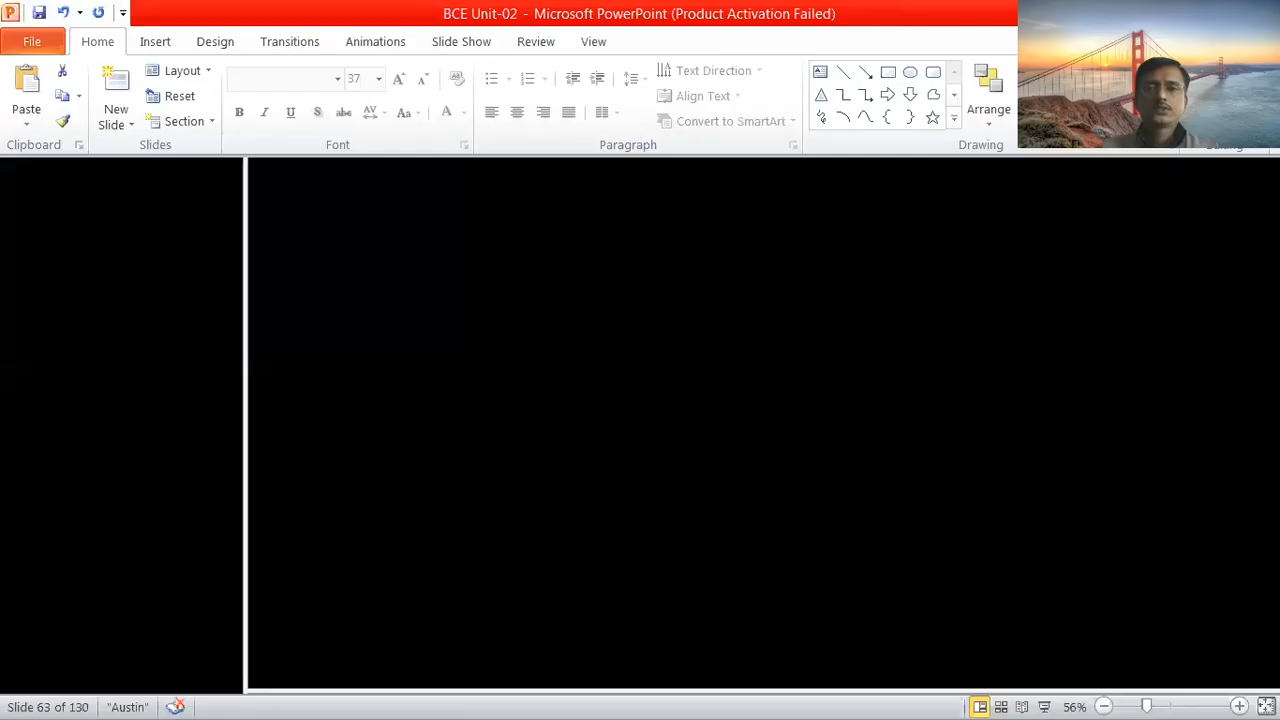 BCE Unit-02 - Microsoft PowerPoint (Product Activation Failed)
File Home Insert Design Transitions Animations Slide Show Review View
Paste
New
Slide
Layout
Reset
Section
37
Text Direction
Align Text
Convert to SmartArt
Arrange
Clipboard Slides Font Paragraph Drawing
Slide 63 of 130 "Austin" 56%